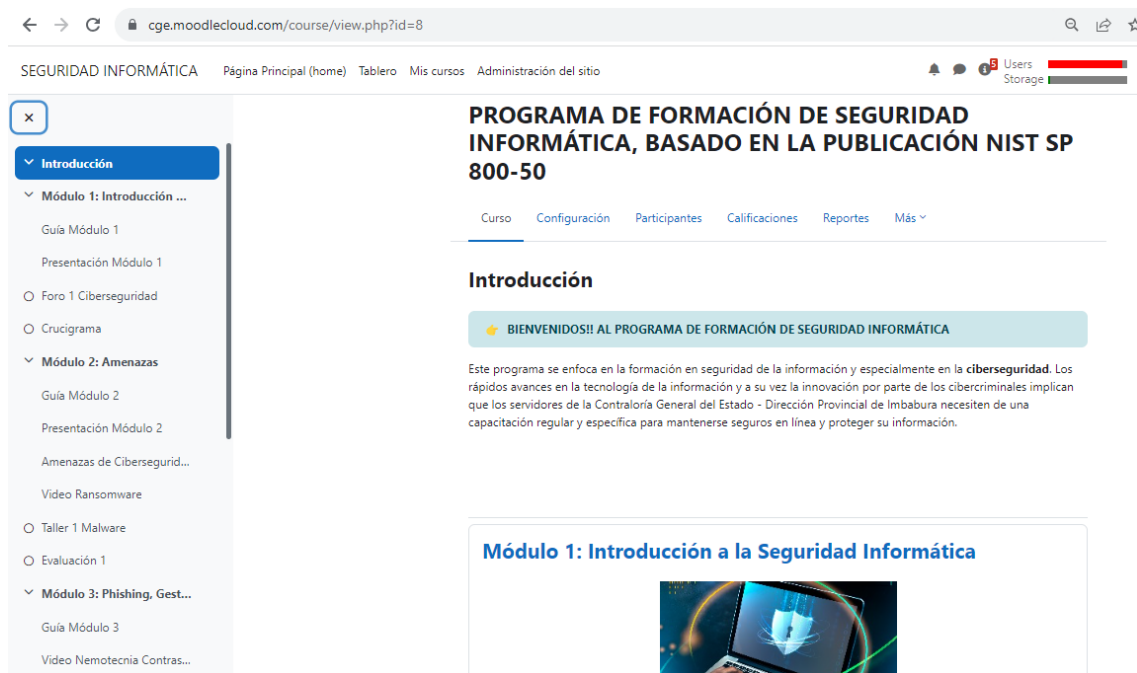 cge.moodlecloud.com/course/view.php?id=8
SEGURIDAD INFORMÁTICA Página Principal (home) Tablero Mis cursos Administración del sitio 5 Users
Storage
Introducción
Módulo 1: Introducción ...
Guía Módulo 1
Presentación Módulo 1
Foro 1 Ciberseguridad
Crucigrama
Módulo 2: Amenazas
Guía Módulo 2
Presentación Módulo 2
Amenazas de Cibersegurid...
Video Ransomware
Taller 1 Malware
Evaluación 1
Módulo 3: Phishing, Gest...
Guía Módulo 3
Video Nemotecnia Contras...
PROGRAMA DE FORMACIÓN DE SEGURIDAD
INFORMÁTICA, BASADO EN LA PUBLICACIÓN NIST SP
800-50
Curso Configuración Participantes Calificaciones Reportes Más
Introducción
👉 BIENVENIDOS!! AL PROGRAMA DE FORMACIÓN DE SEGURIDAD INFORMÁTICA
Este programa se enfoca en la formación en seguridad de la información y especialmente en la ciberseguridad. Los
rápidos avances en la tecnología de la información y a su vez la innovación por parte de los cibercriminales implican
que los servidores de la Contraloría General del Estado - Dirección Provincial de Imbabura necesiten de una
capacitación regular y específica para mantenerse seguros en línea y proteger su información.
Módulo 1: Introducción a la Seguridad Informática